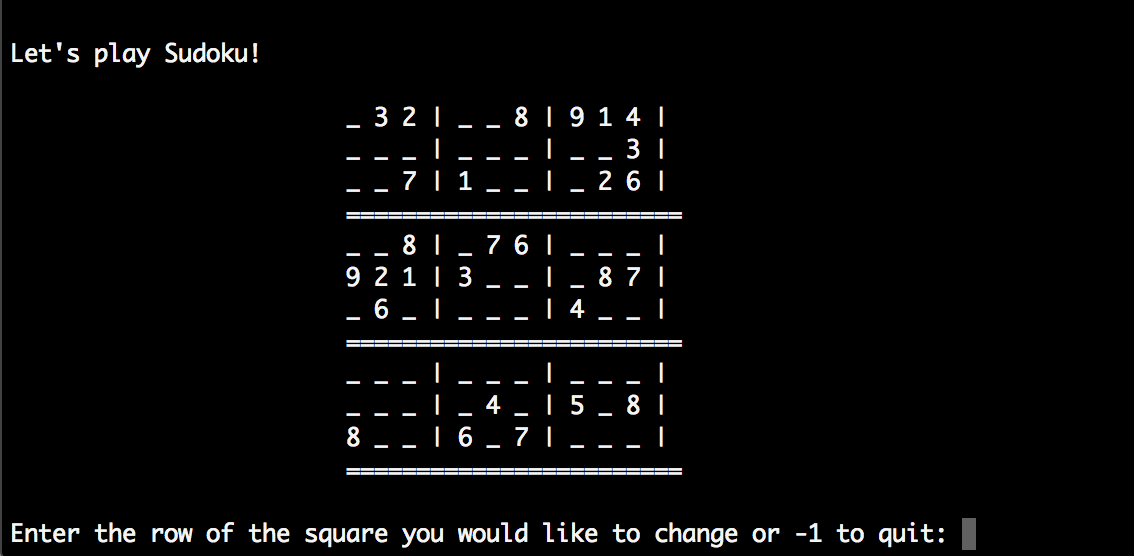 Let's play Sudoku!
_ 3 2 | _ _ 8 | 9 1 4 |
_ _ _ | _ _ _ | _ _ 3 |
_ _ 7 | 1 _ _ | _ 2 6 |
========================
_ _ 8 | _ 7 6 | _ _ _ |
9 2 1 | 3 _ _ | _ 8 7 |
_ 6 _ | _ _ _ | 4 _ _ |
========================
_ _ _ | _ _ _ | _ _ _ |
_ _ _ | _ 4 _ | 5 _ 8 |
8 _ _ | 6 _ 7 | _ _ _ |
========================
Enter the row of the square you would like to change or -1 to quit: